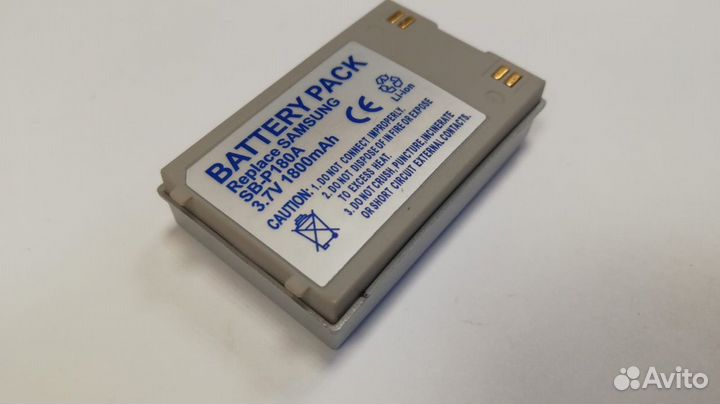 BATTERY PACK
Replace SAMSUNG
SB-P180A
3.7V 1800mAh
CE
Li-ion
CAUTION: 1.DO NOT CONNECT IMPROPERLY.
2.DO NOT DISPOSE OF IN FIRE OR EXPOSE
TO EXCESS HEAT.
3.DO NOT DISASSEMBLE,PUNCTURE,INCINERATE
OR SHORT CIRCUIT EXTERNAL CONTACTS.
Avito